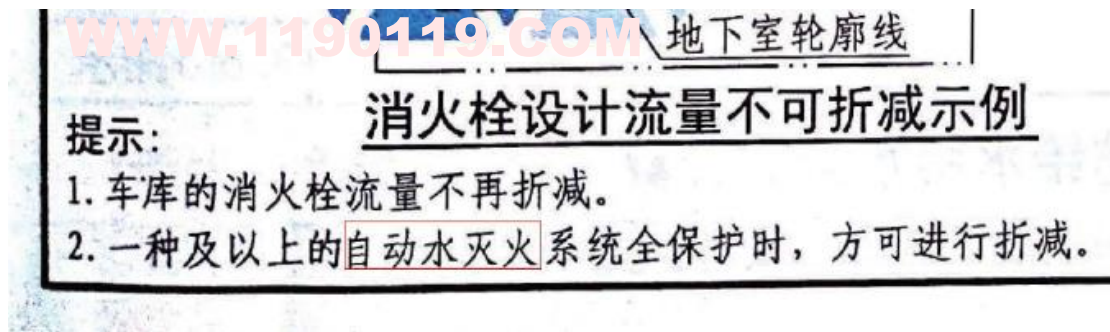 WWW.1190119.COM
地下室轮廓线
消火栓设计流量不可折减示例
提示:
1. 车库的消火栓流量不再折减。
2. 一种及以上的自动水灭火系统全保护时，方可进行折减。